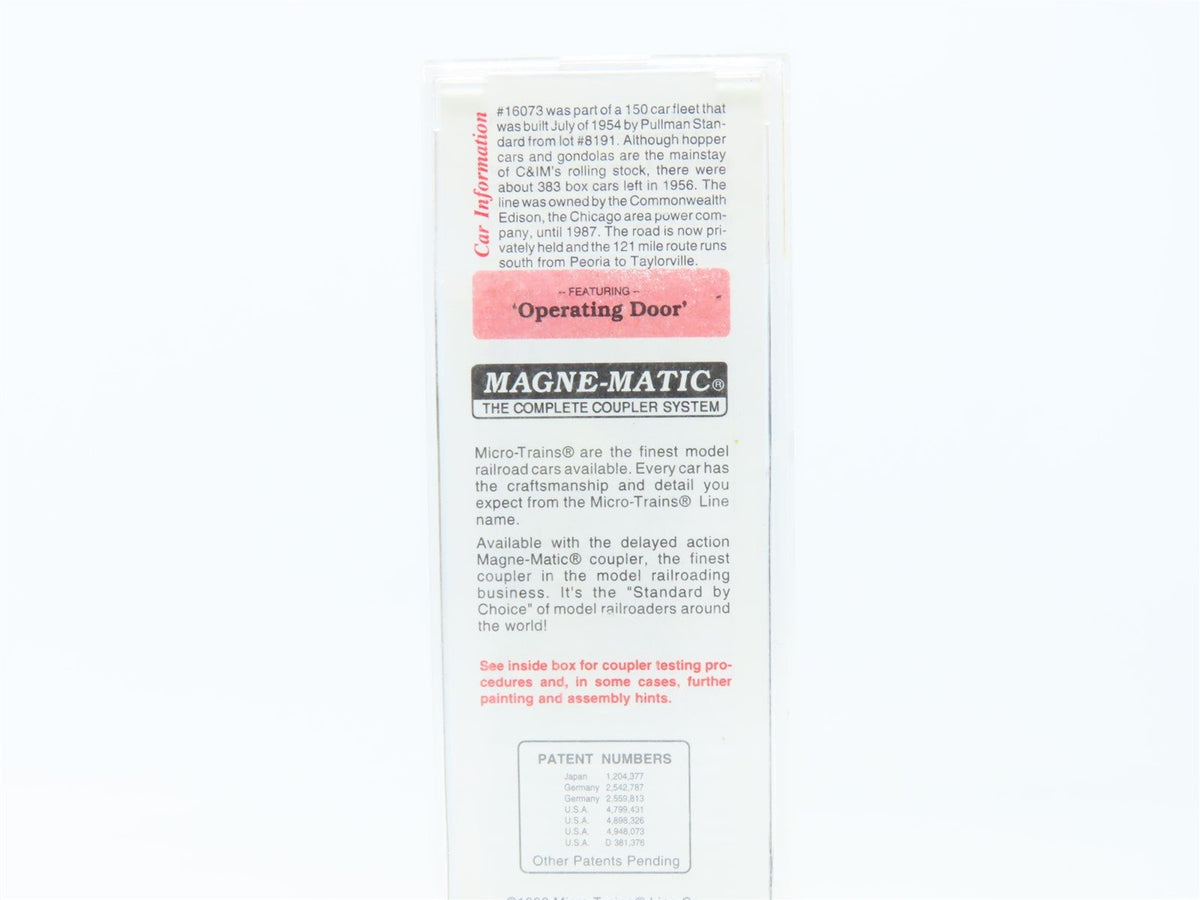 Car Information
#16073 was part of a 150 car fleet that
was built July of 1954 by Pullman Stan-
dard from lot #8191. Although hopper
cars and gondolas are the mainstay
of C&IM's rolling stock, there were
about 383 box cars left in 1956. The
line was owned by the Commonwealth
Edison, the Chicago area power com-
pany, until 1987. The road is now pri-
vately held and the 121 mile route runs
south from Peoria to Taylorville.
-- FEATURING --
'Operating Door'
MAGNE-MATIC®
THE COMPLETE COUPLER SYSTEM
Micro-Trains® are the finest model
railroad cars available. Every car has
the craftsmanship and detail you
expect from the Micro-Trains® Line
name.
Available with the delayed action
Magne-Matic® coupler, the finest
coupler in the model railroading
business. It's the "Standard by
Choice" of model railroaders around
the world!
See inside box for coupler testing pro-
cedures and, in some cases, further
painting and assembly hints.
PATENT NUMBERS
Japan 1,204,377
Germany 2,542,787
Germany 2,559,813
U.S.A. 4,799,431
U.S.A. 4,898,326
U.S.A. 4,948,073
U.S.A. D 381,376
Other Patents Pending